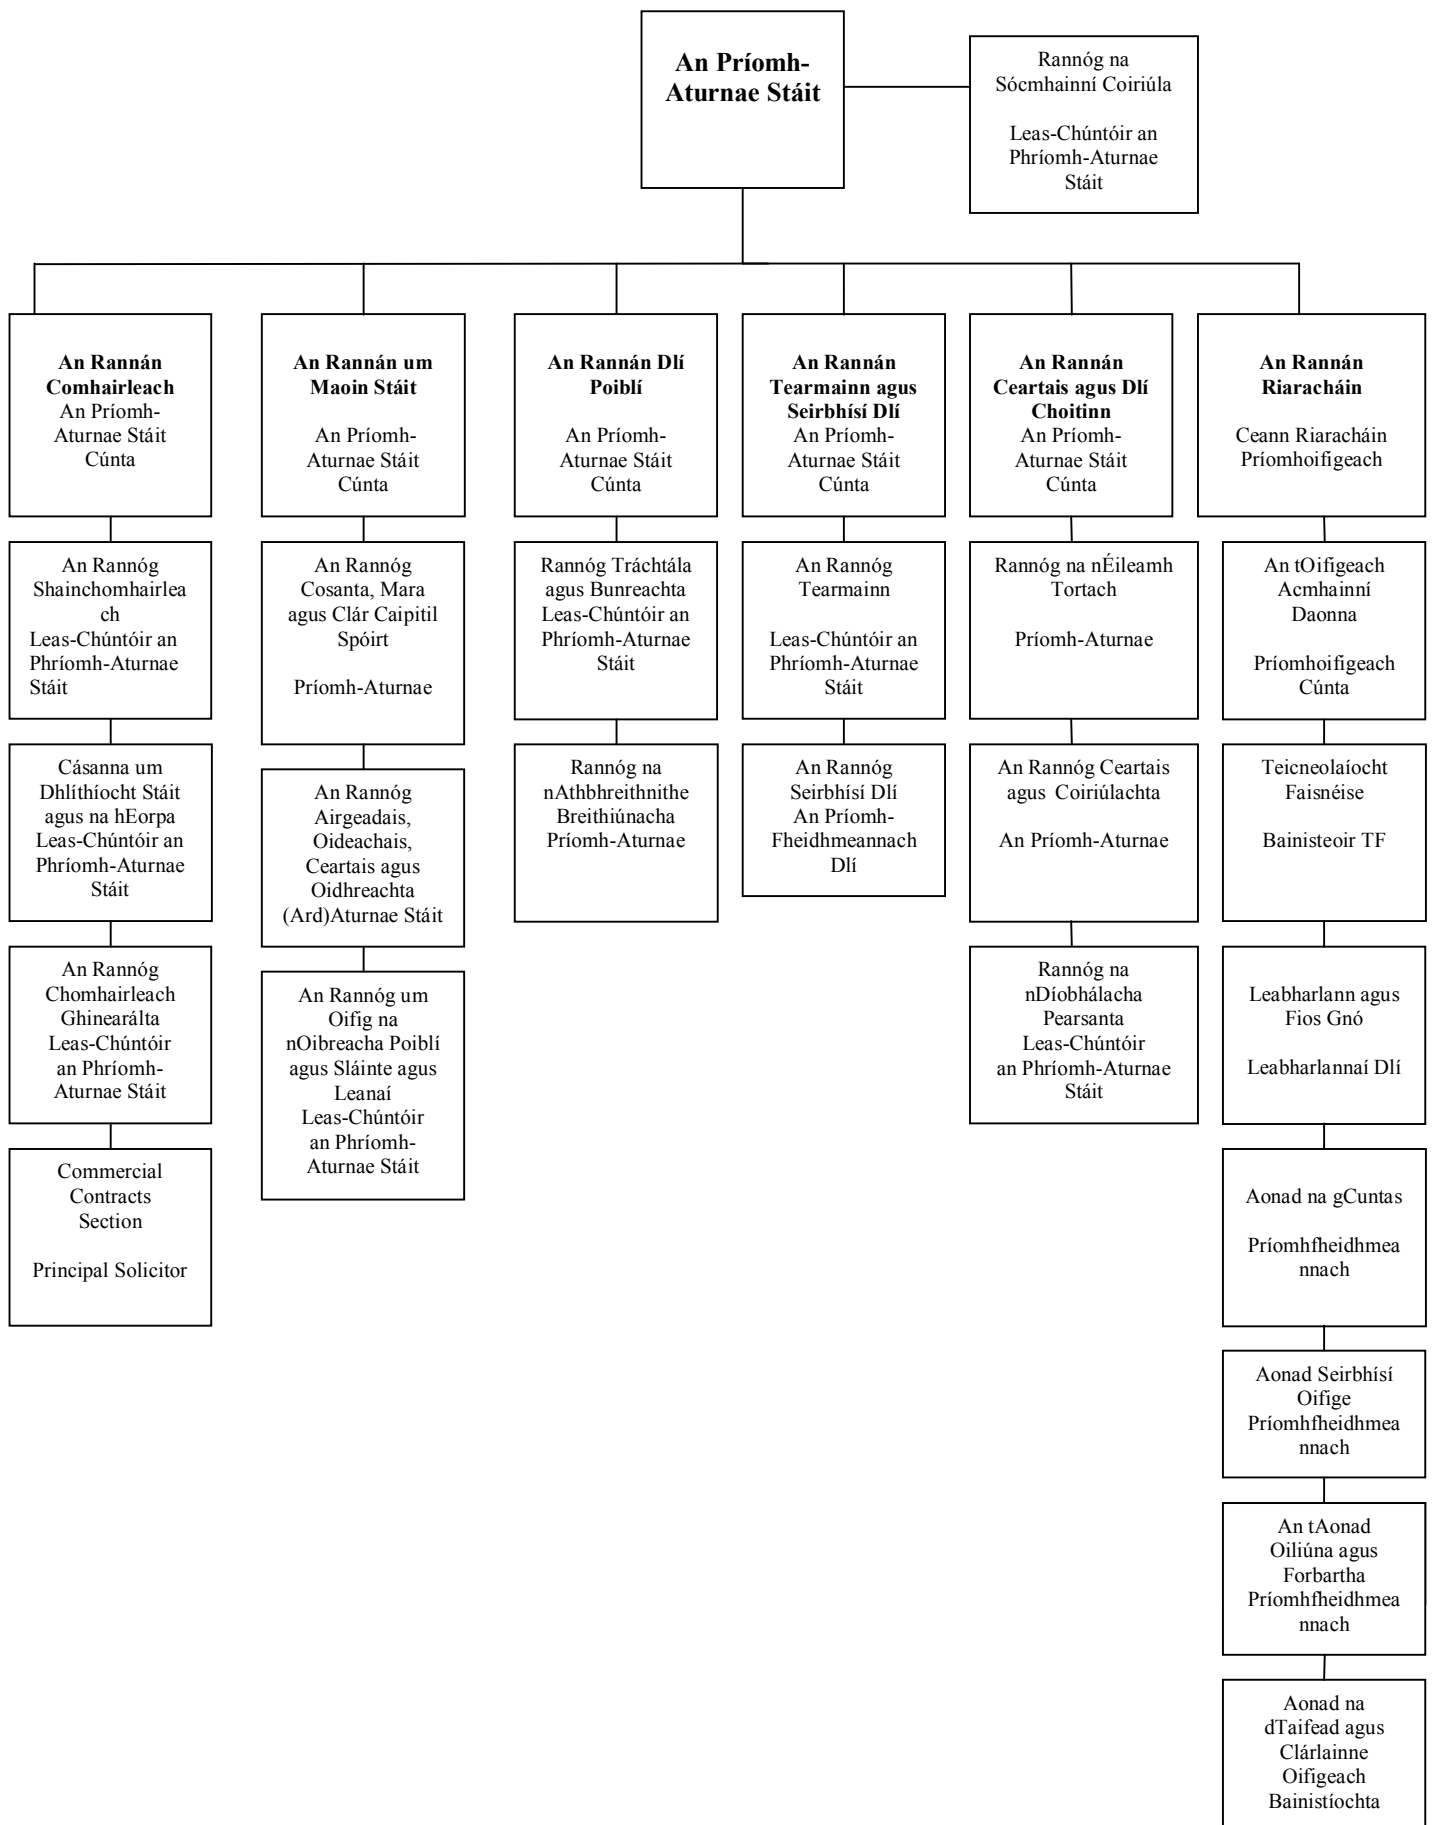 An Príomh-
Aturnae Stáit
Rannóg na
Sócmhainní Coiriúla
Leas-Chúntóir an
Phríomh-Aturnae
Stáit
An Rannán
Comhairleach
An Príomh-
Aturnae Stáit
Cúnta
An Rannóg
Shainchomhairlea
ch
Leas-Chúntóir an
Phríomh-Aturnae
Stáit
Cásanna um
Dhlíthíocht Stáit
agus na hEorpa
Leas-Chúntóir an
Phríomh-Aturnae
Stáit
An Rannóg
Chomhairleach
Ghinearálta
Leas-Chúntóir
an Phríomh-
Aturnae Stáit
Commercial
Contracts
Section
Principal Solicitor
An Rannán um
Maoin Stáit
An Príomh-
Aturnae Stáit
Cúnta
An Rannóg
Cosanta, Mara
agus Clár Caipitil
Spóirt
Príomh-Aturnae
An Rannóg
Airgeadais,
Oideachais,
Ceartais agus
Oidhreachta
(Ard)Aturnae Stáit
An Rannóg um
Oifig na
nOibreacha Poiblí
agus Sláinte agus
Leanaí
Leas-Chúntóir
an Phríomh-
Aturnae Stáit
An Rannán Dlí
Poiblí
An Príomh-
Aturnae Stáit
Cúnta
Rannóg Tráchtála
agus Bunreachta
Leas-Chúntóir an
Phríomh-Aturnae
Stáit
Rannóg na
nAthbhreithnithe
Breithiúnacha
Príomh-Aturnae
An Rannán
Tearmainn agus
Seirbhísí Dlí
An Príomh-
Aturnae Stáit
Cúnta
An Rannóg
Tearmainn
Leas-Chúntóir an
Phríomh-Aturnae
Stáit
An Rannóg
Seirbhísí Dlí
An Príomh-
Fheidhmeannach
Dlí
An Rannán
Ceartais agus Dlí
Choitinn
An Príomh-
Aturnae Stáit
Cúnta
Rannóg na nÉileamh
Tortach
Príomh-Aturnae
An Rannóg Ceartais
agus Coiriúlachta
An Príomh-Aturnae
Rannóg na
nDíobhálacha
Pearsanta
Leas-Chúntóir
an Phríomh-Aturnae
Stáit
An Rannán
Riaracháin
Ceann Riaracháin
Príomhoifigeach
An tOifigeach
Acmhainní
Daonna
Príomhoifigeach
Cúnta
Teicneolaíocht
Faisnéise
Bainisteoir TF
Leabharlann agus
Fios Gnó
Leabharlannaí Dlí
Aonad na gCuntas
Príomhfheidhmea
nnach
Aonad Seirbhísí
Oifige
Príomhfheidhmea
nnach
An tAonad
Oiliúna agus
Forbartha
Príomhfheidhmea
nnach
Aonad na
dTaifead agus
Clárlainne
Oifigeach
Bainistíochta